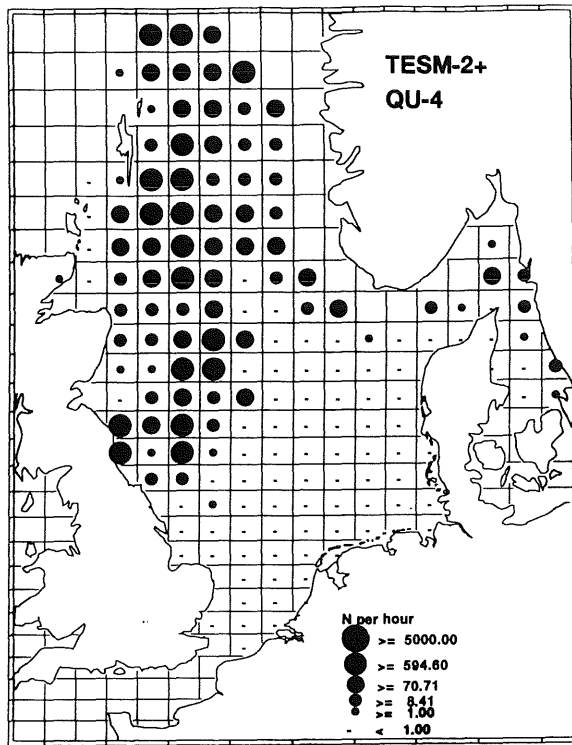 TESM-2+
QU-4
N per hour
>= 5000.00
>= 594.60
>= 70.71
>= 8.41
>= 1.00
- < 1.00